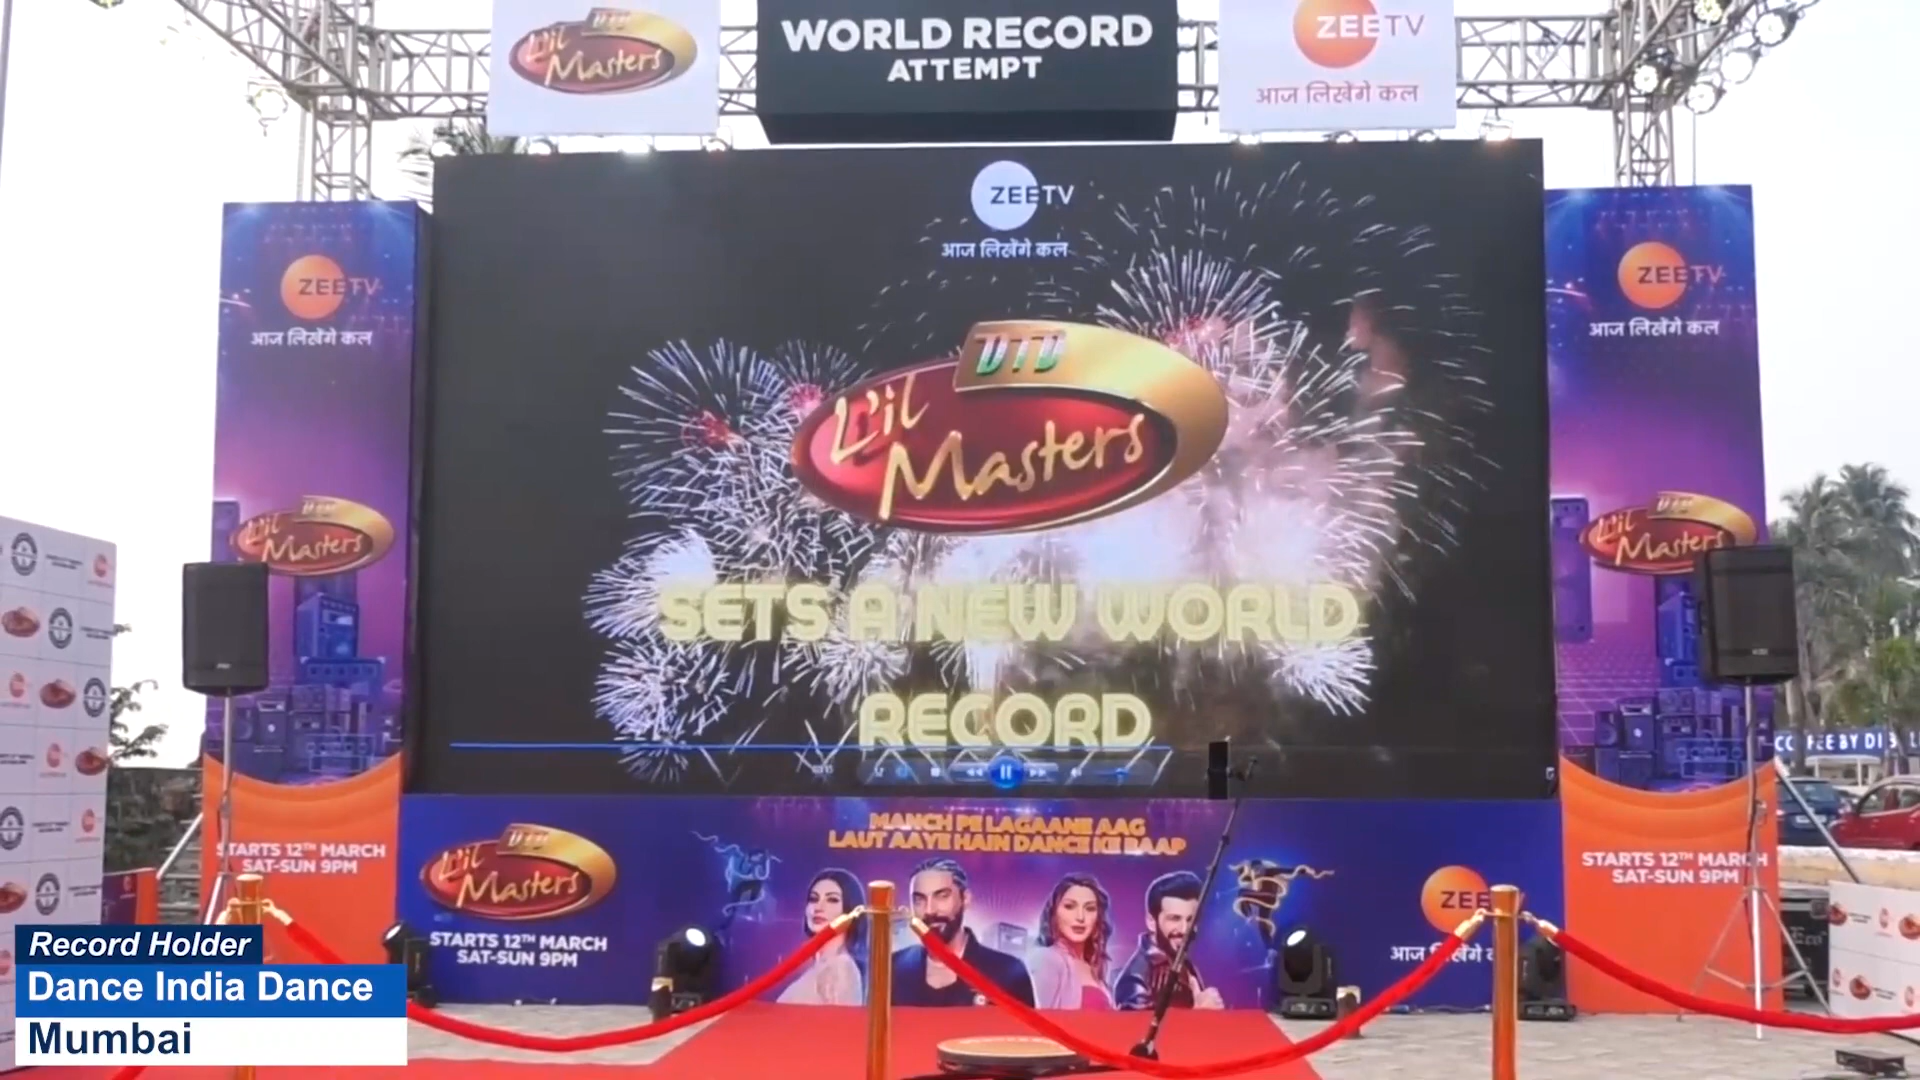 DID
L'il
Masters
WORLD RECORD
ATTEMPT
ZEE TV
आज लिखेंगे कल
ZEE TV
आज लिखेंगे कल
ZEE TV
आज लिखेंगे कल
ZEE TV
आज लिखेंगे कल
DID
L'il
Masters
SETS A NEW WORLD
RECORD
DID
L'il
Masters
DID
L'il
Masters
STARTS 12TH MARCH
SAT-SUN 9PM
MANCH PE LAGAANE AAG
LAUT AAYE HAIN DANCE KE BAAP
STARTS 12TH MARCH
SAT-SUN 9PM
DID
L'il
Masters
STARTS 12TH MARCH
SAT-SUN 9PM
ZEE
आज
Record Holder
Dance India Dance
Mumbai